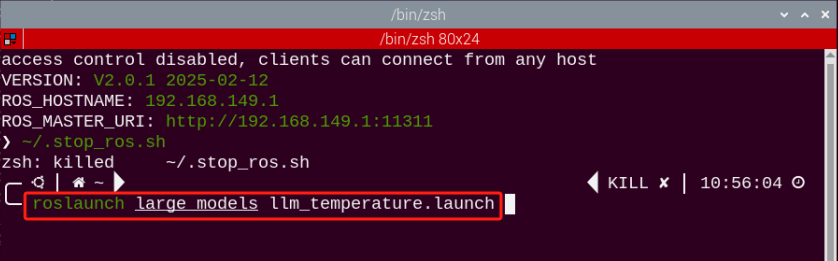 /bin/zsh
/bin/zsh 80x24
access control disabled, clients can connect from any host
VERSION: V2.0.1 2025-02-12
ROS_HOSTNAME: 192.168.149.1
ROS_MASTER_URI: http://192.168.149.1:11311
❯ ~/.stop_ros.sh
zsh: killed     ~/.stop_ros.sh
~ KILL ✘ | 10:56:04
roslaunch large_models llm_temperature.launch